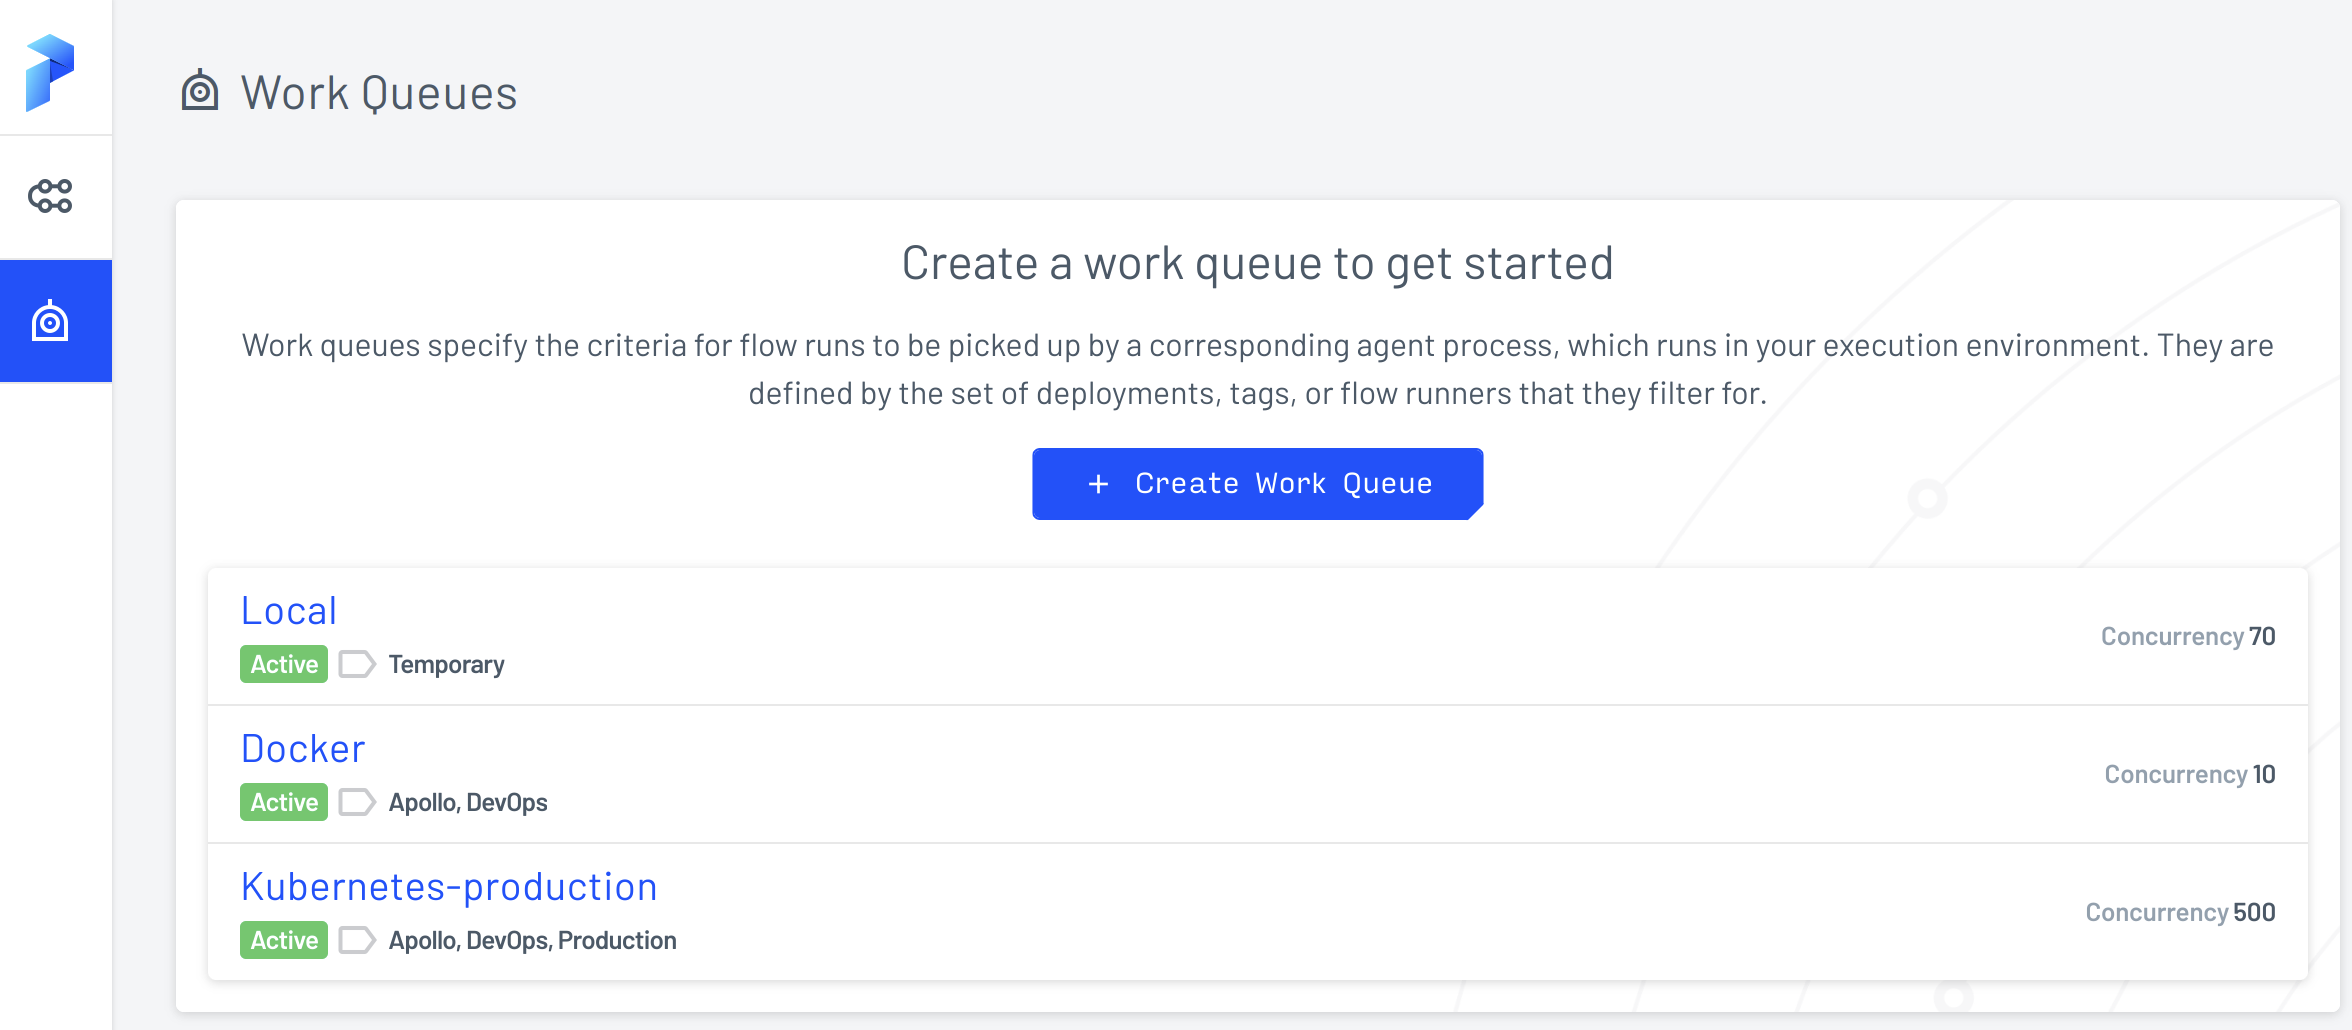 Work Queues
Create a work queue to get started
Work queues specify the criteria for flow runs to be picked up by a corresponding agent process, which runs in your execution environment. They are
defined by the set of deployments, tags, or flow runners that they filter for.
+ Create Work Queue
Local
Active Temporary
Concurrency 70
Docker
Active Apollo, DevOps
Concurrency 10
Kubernetes-production
Active Apollo, DevOps, Production
Concurrency 500